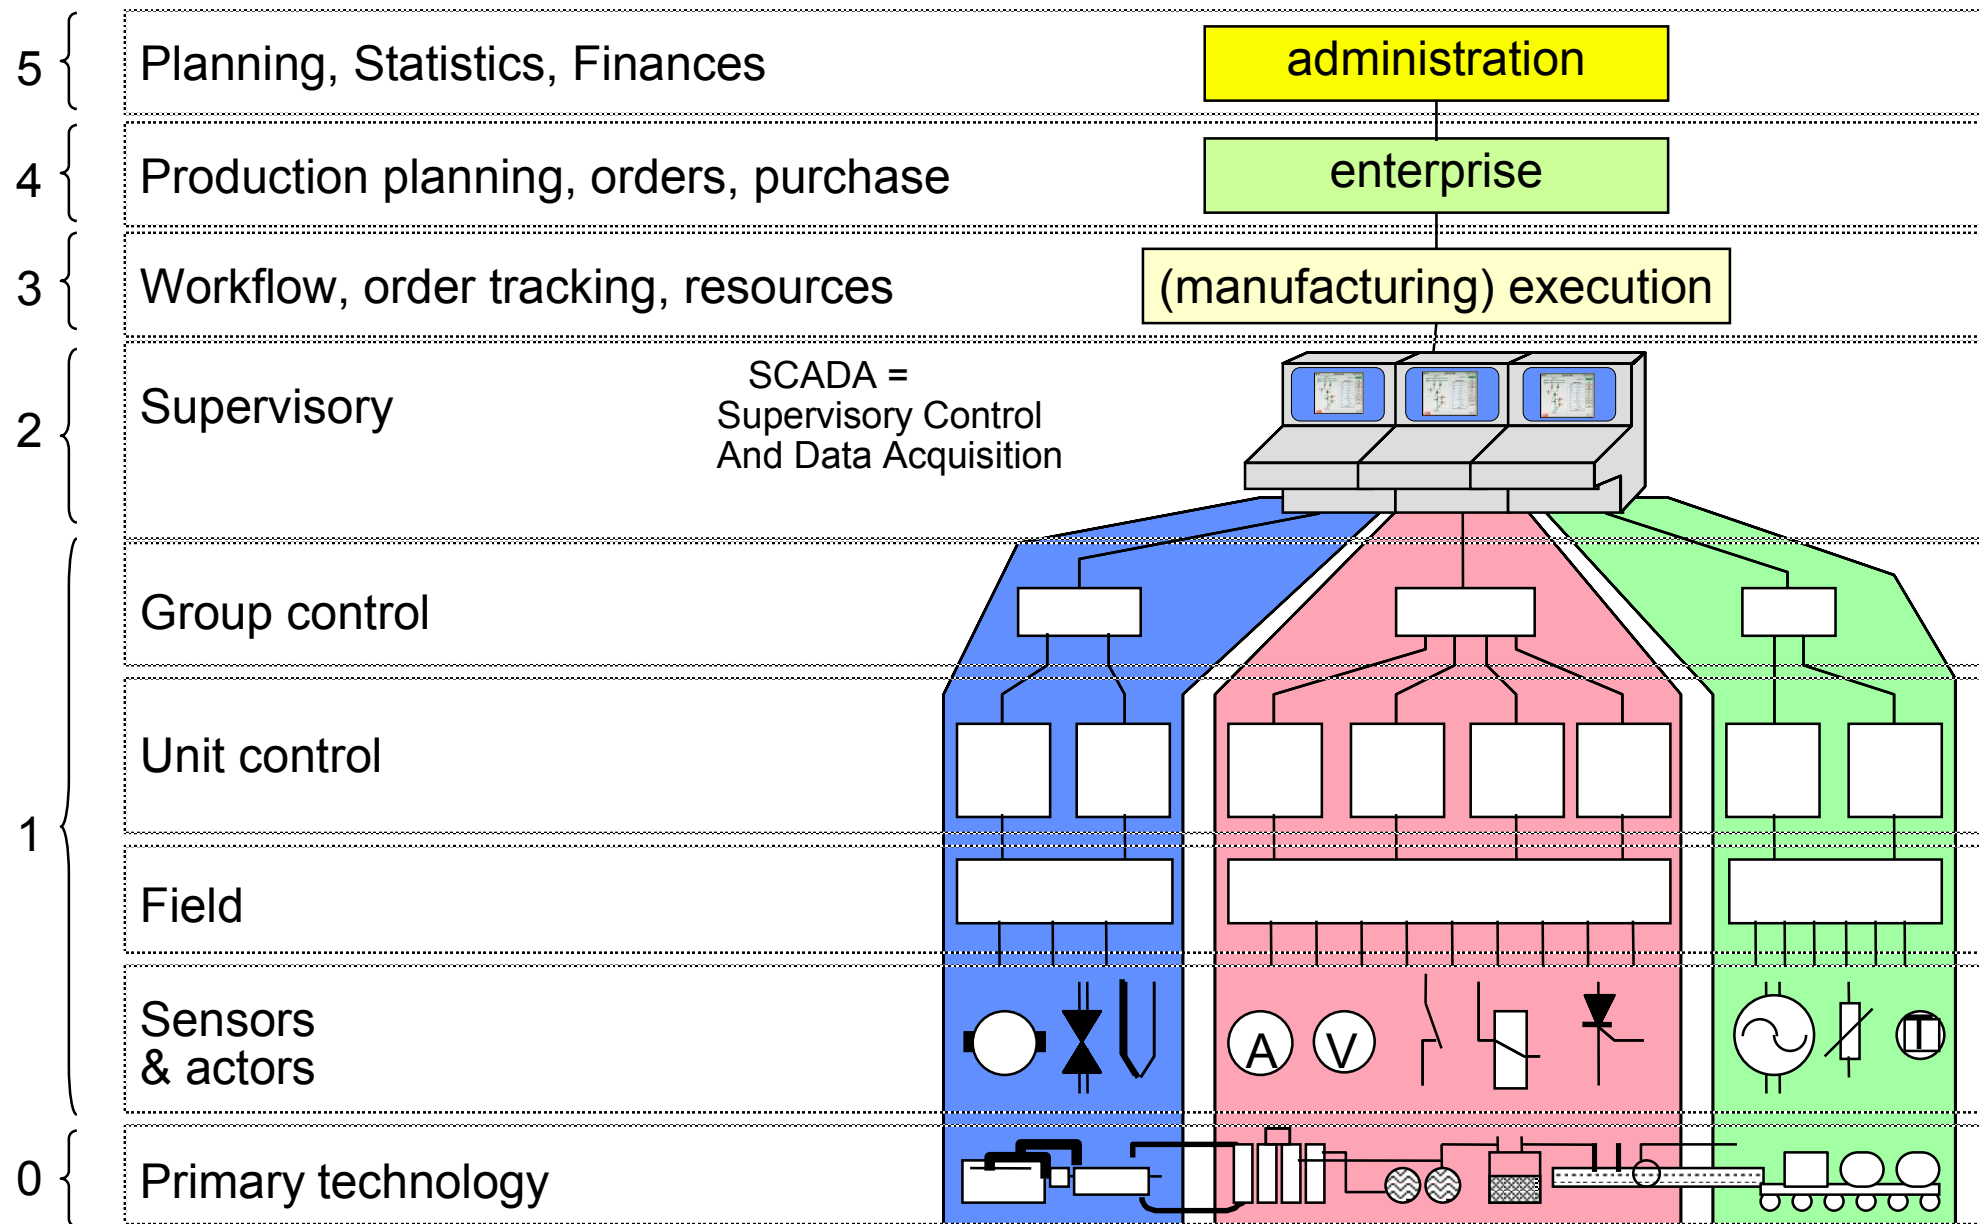 5
Planning, Statistics, Finances
administration
4
Production planning, orders, purchase
enterprise
3
Workflow, order tracking, resources
(manufacturing) execution
2
Supervisory
SCADA =
Supervisory Control
And Data Acquisition
Group control
Unit control
1
Field
Sensors
& actors
A
V
T
0
Primary technology